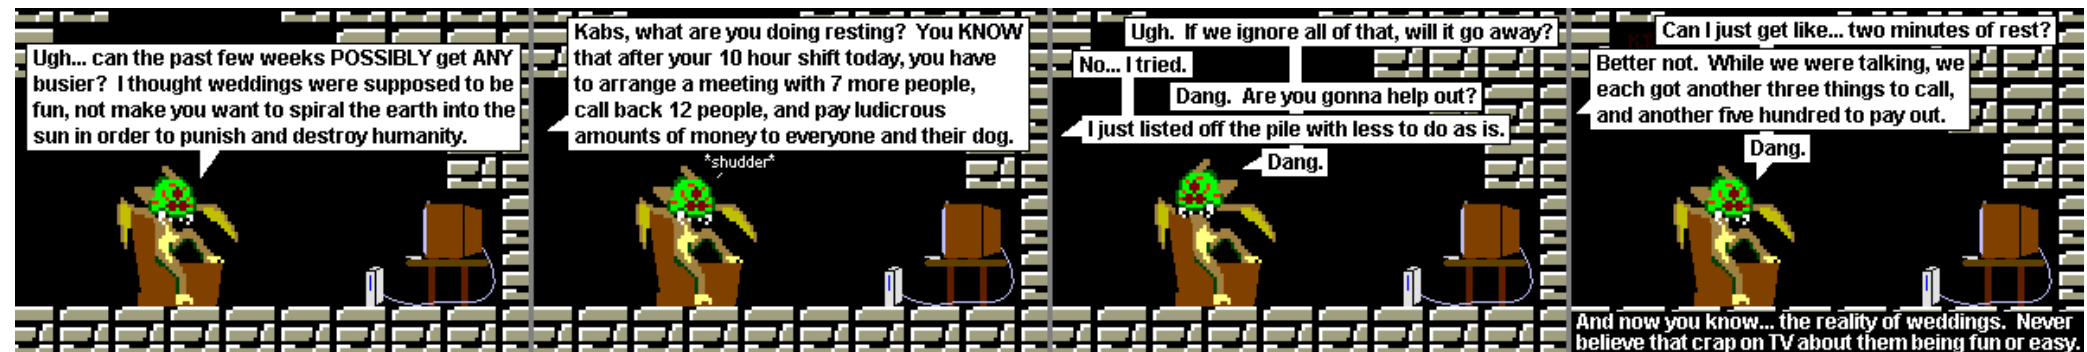 Ugh... can the past few weeks POSSIBLY get ANY
busier? I thought weddings were supposed to be
fun, not make you want to spiral the earth into the
sun in order to punish and destroy humanity.
Kabs, what are you doing resting? You KNOW
that after your 10 hour shift today, you have
to arrange a meeting with 7 more people,
call back 12 people, and pay ludicrous
amounts of money to everyone and their dog.
*shudder*
Ugh. If we ignore all of that, will it go away?
No... I tried.
Dang. Are you gonna help out?
I just listed off the pile with less to do as is.
Dang.
Can I just get like... two minutes of rest?
Better not. While we were talking, we
each got another three things to call,
and another five hundred to pay out.
Dang.
And now you know... the reality of weddings. Never
believe that crap on TV about them being fun or easy.